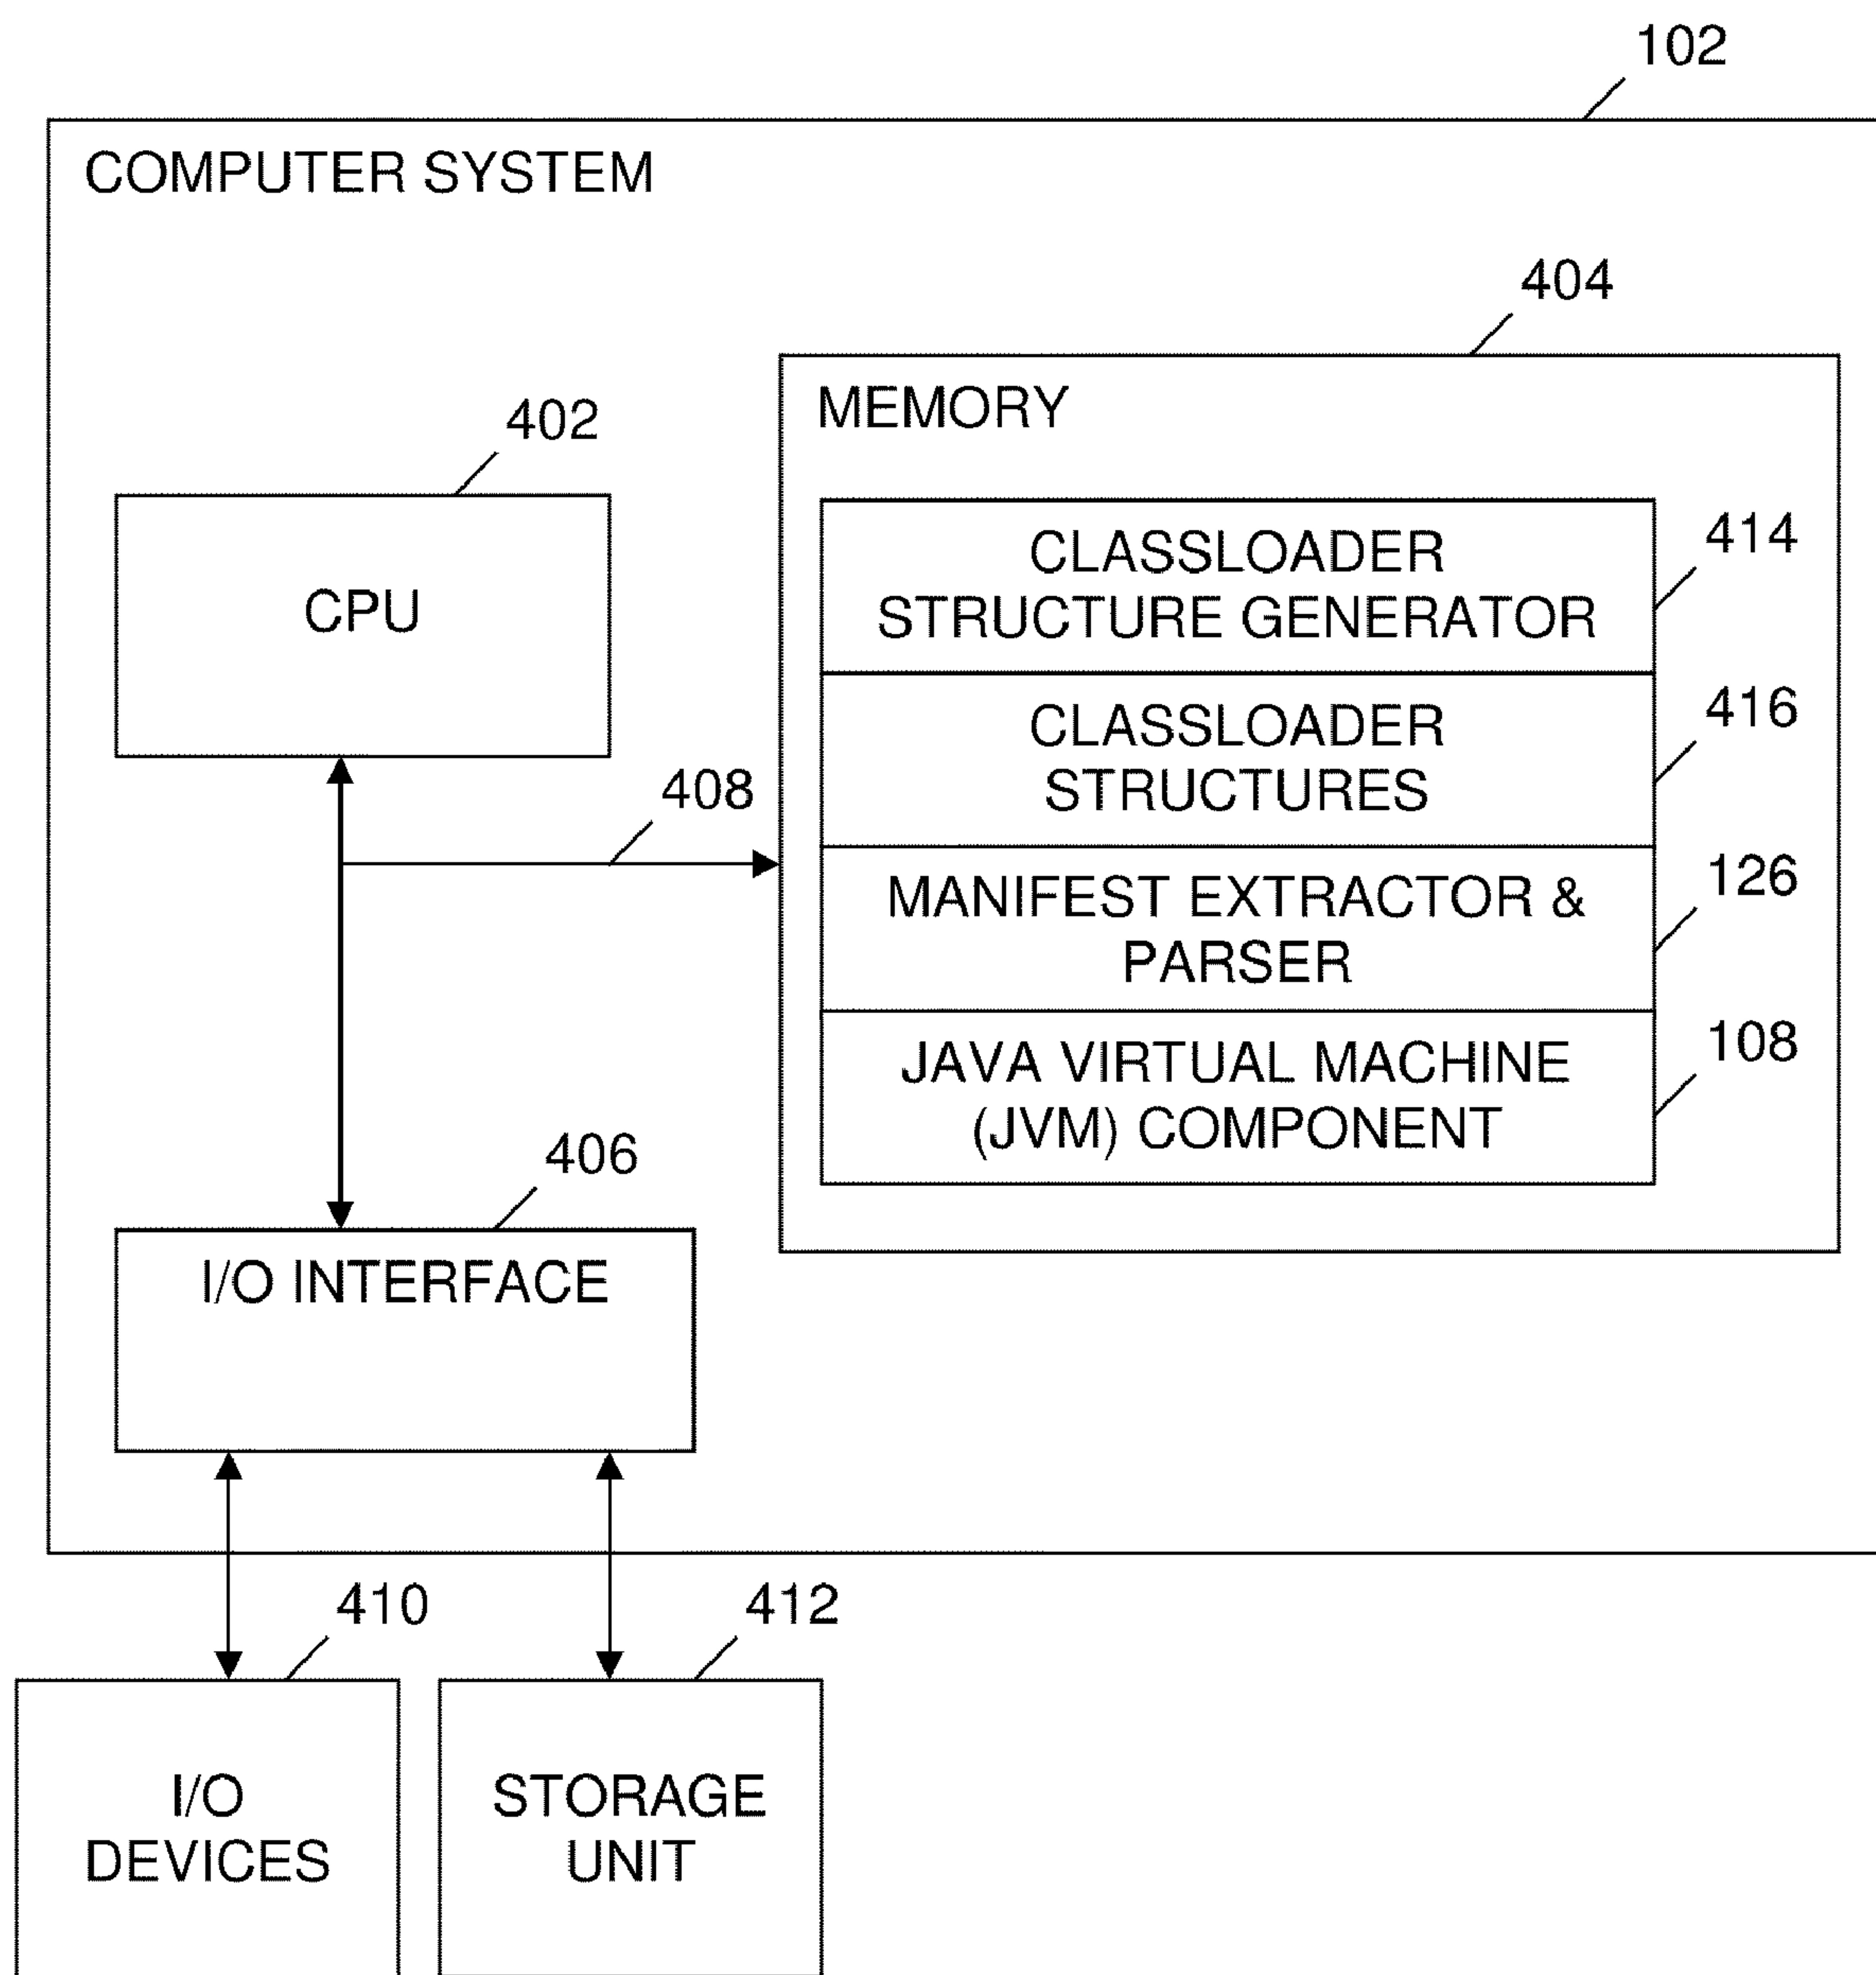 102
COMPUTER SYSTEM
404
MEMORY
402
CPU
CLASSLOADER
STRUCTURE GENERATOR
414
CLASSLOADER
STRUCTURES
416
408
MANIFEST EXTRACTOR &
PARSER
126
JAVA VIRTUAL MACHINE
(JVM) COMPONENT
108
406
I/O INTERFACE
410
412
I/O
DEVICES
STORAGE
UNIT